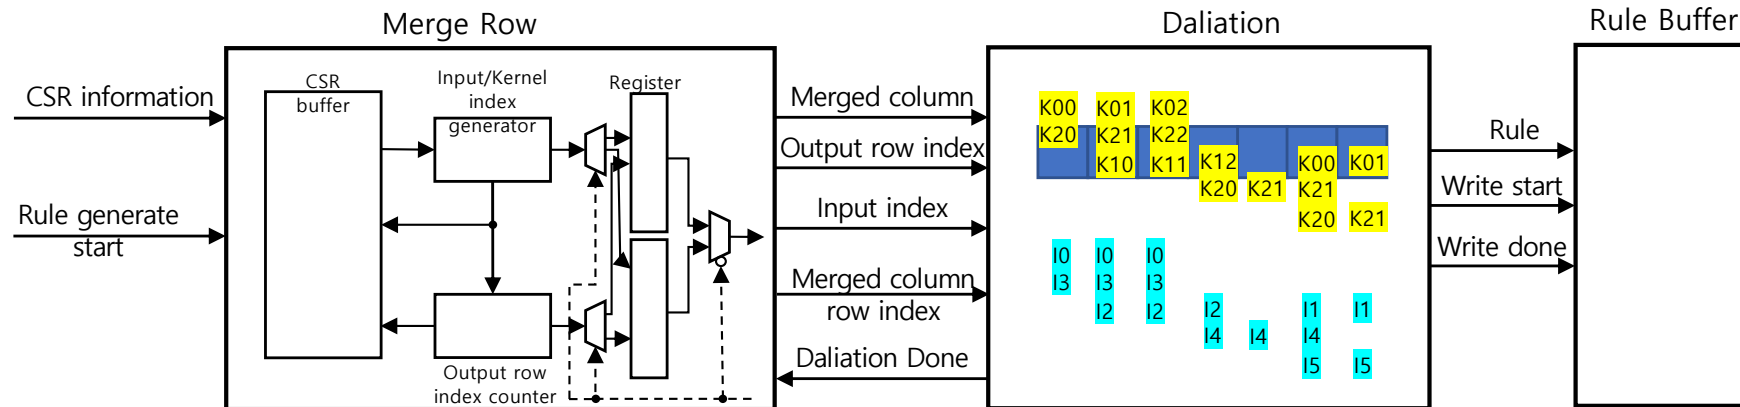 Merge Row
Daliation
Rule Buffer
CSR information
Rule generate
start
CSR
buffer
Input/Kernel
index
generator
Register
Output row
index counter
Merged column
Output row index
Input index
Merged column
row index
Daliation Done
K00 K01 K02
K20 K21 K22
K10 K11 K12 K00 K01
K20 K21 K21
K20 K21
I0 I0 I0
I3 I3 I3
I2 I2 I2 I1 I1
I4 I4 I4
I5 I5
Rule
Write start
Write done